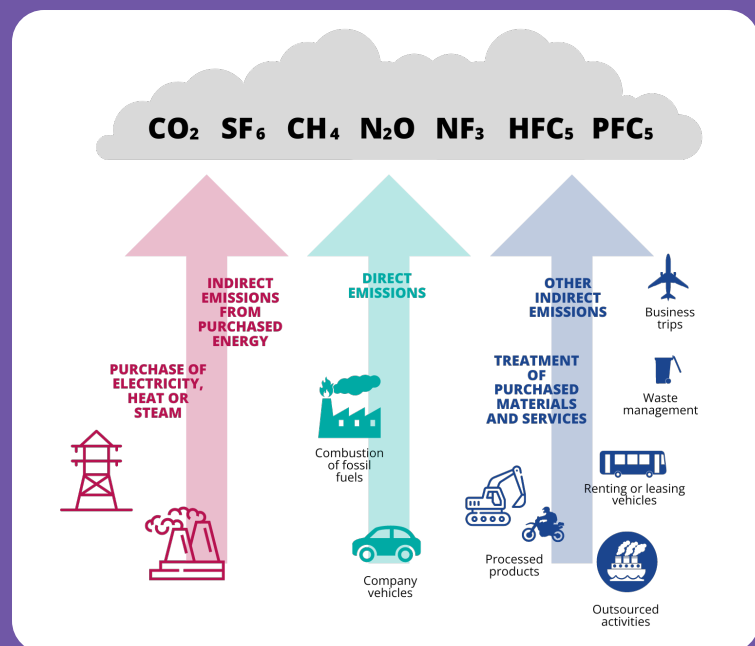 CO₂ SF₆ CH₄ N₂O NF₃ HFC₅ PFC₅
INDIRECT
EMISSIONS
FROM
PURCHASED
ENERGY
PURCHASE OF
ELECTRICITY,
HEAT OR
STEAM
DIRECT
EMISSIONS
Combustion
of fossil
fuels
Company
vehicles
OTHER
INDIRECT
EMISSIONS
TREATMENT
OF
PURCHASED
MATERIALS
AND SERVICES
Processed
products
Business
trips
Waste
management
Renting or leasing
vehicles
Outsourced
activities